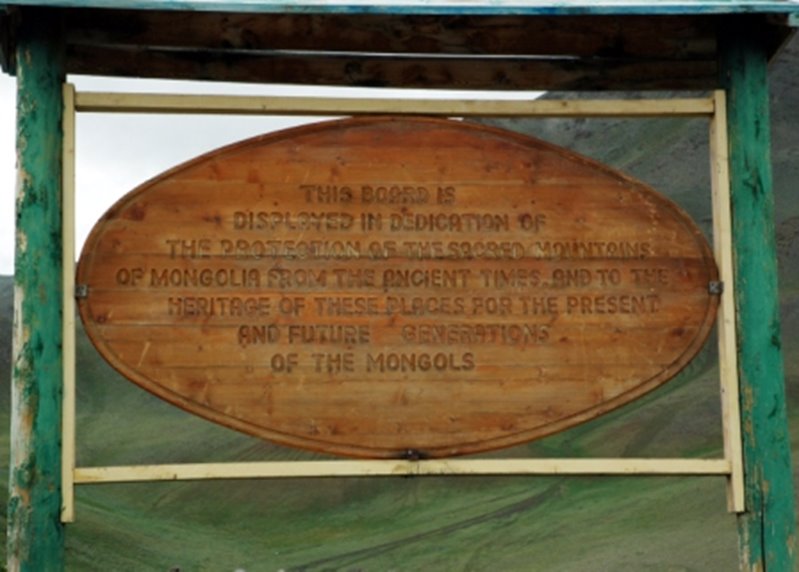 THIS BOARD IS
DISPLAYED IN DEDICATION OF
THE PROTECTION OF THE SACRED MOUNTAINS
OF MONGOLIA FROM THE ANCIENT TIMES. AND TO THE
HERITAGE OF THESE PLACES FOR THE PRESENT
AND FUTURE GENERATIONS
OF THE MONGOLS